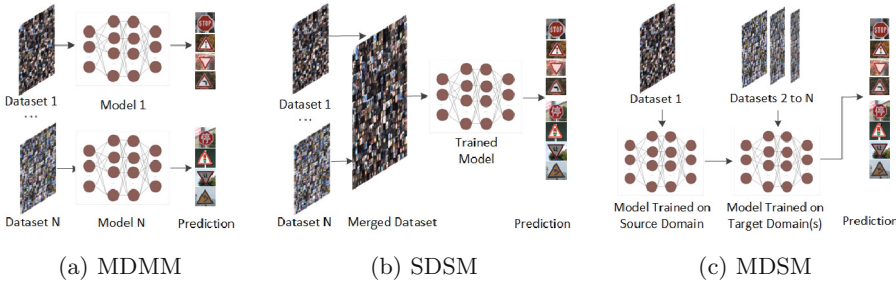 Dataset 1
...
Dataset N
Model 1
Model N
Prediction
(a) MDMM
Dataset 1
...
Dataset N
Merged Dataset
Trained
Model
Prediction
(b) SDSM
Dataset 1
Datasets 2 to N
Model Trained on
Source Domain
Model Trained on
Target Domain(s)
Prediction
(c) MDSM